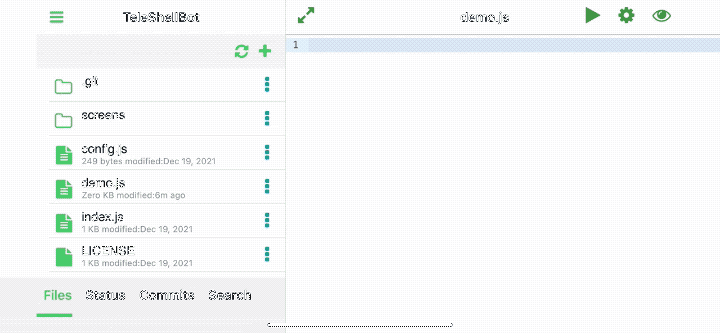 TeleShellBot
demo.js
1
.git
screens
config.js
249 bytes modified:Dec 19, 2021
demo.js
Zero KB modified:6m ago
index.js
1 KB modified:Dec 19, 2021
LICENSE
1 KB modified:Dec 19, 2021
Files Status Commits Search